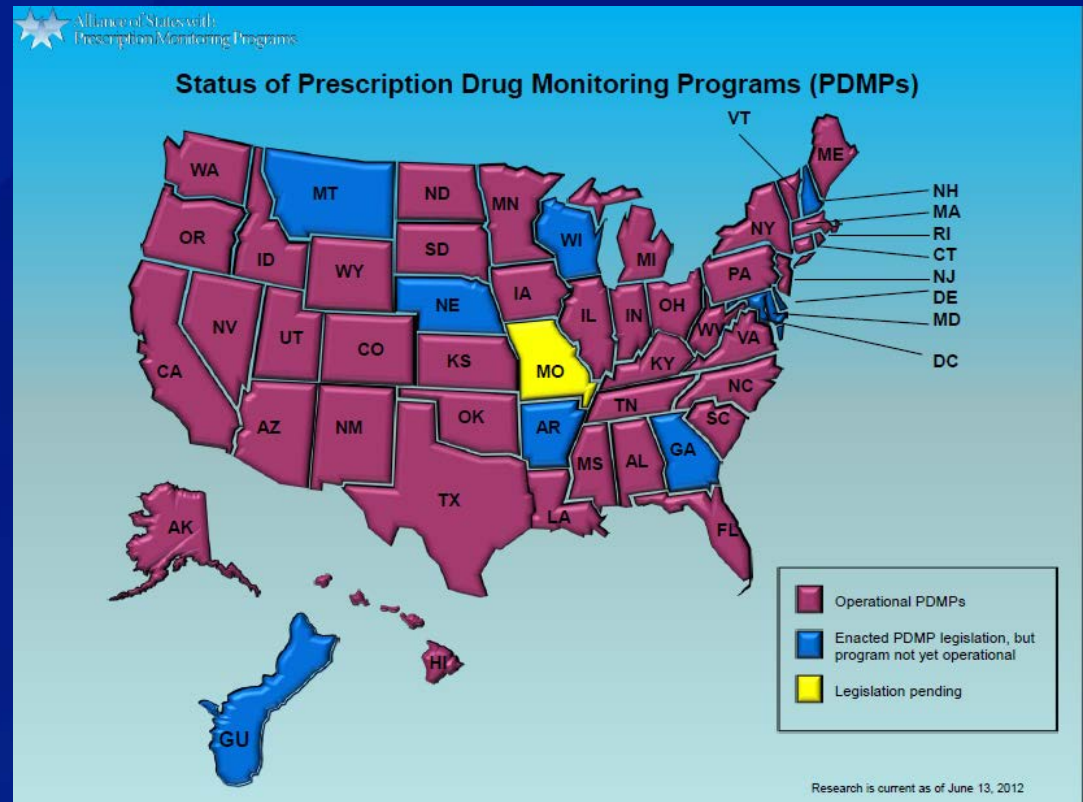 Alliance of States with
Prescription Monitoring Programs
Status of Prescription Drug Monitoring Programs (PDMPs)
VT
ME
WA
MT
ND
MN
NH
MA
OR
NY
RI
WI
ID
SD
MI
CT
WY
PA
NJ
IA
NE
DE
OH
IL
IN
NV
MD
UT
WV
VA
CO
DC
KS
KY
CA
MO
NC
TN
OK
SC
AZ
NM
AR
GA
MS
AL
TX
LA
AK
FL
Operational PDMPs
Enacted PDMP legislation, but
program not yet operational
HI
Legislation pending
GU
Research is current as of June 13, 2012